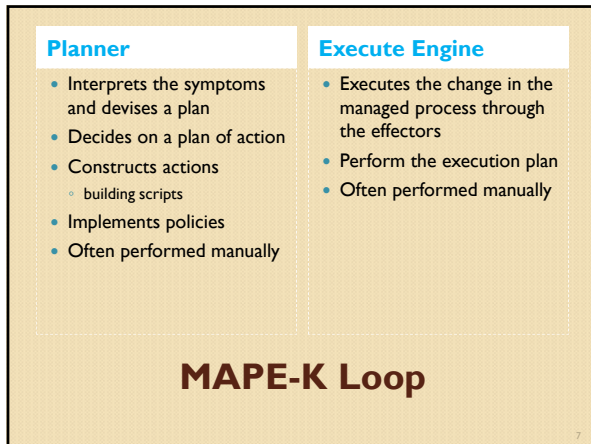 Planner
• Interprets the symptoms
and devises a plan
• Decides on a plan of action
• Constructs actions
◦ building scripts
• Implements policies
• Often performed manually
Execute Engine
• Executes the change in the
managed process through
the effectors
• Perform the execution plan
• Often performed manually
MAPE-K Loop
7